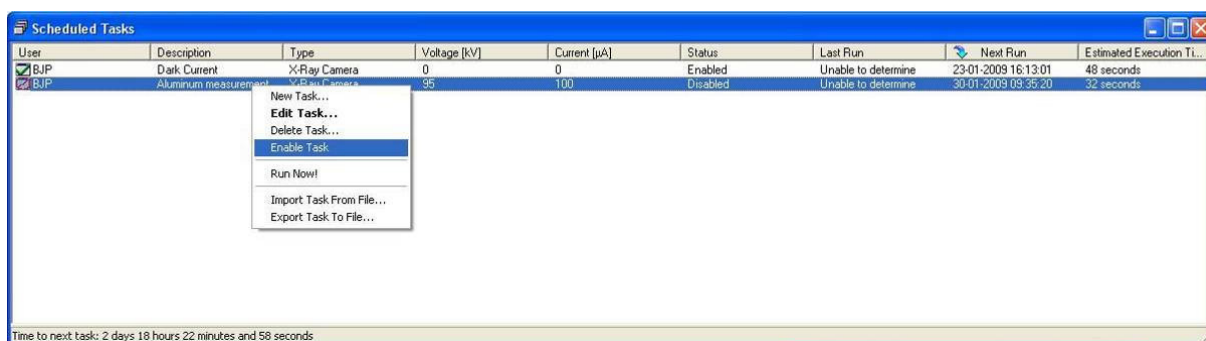 Scheduled Tasks
User Description Type Voltage [kV] Current [µA] Status Last Run Next Run Estimated Execution Ti...
BJP Dark Current X-Ray Camera 0 0 Enabled Unable to determine 23-01-2009 16:13:01 48 seconds
BJP Aluminum measurement X-Ray Camera 95 100 Disabled Unable to determine 30-01-2009 09:35:20 32 seconds
New Task...
Edit Task...
Delete Task...
Enable Task
Run Now!
Import Task From File...
Export Task To File...
Time to next task: 2 days 18 hours 22 minutes and 58 seconds